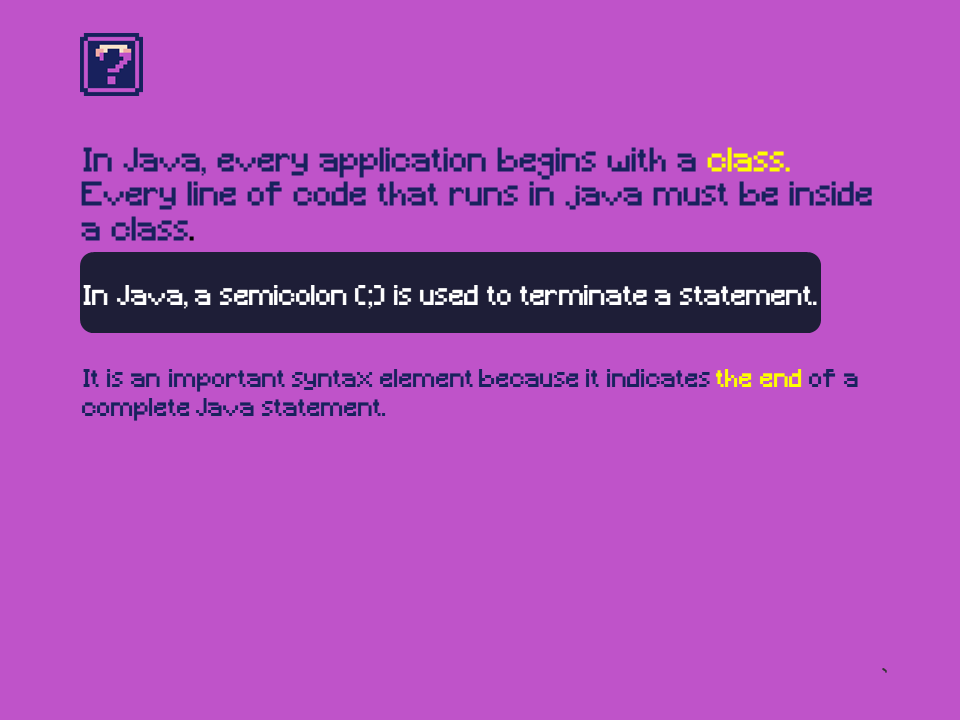 ?
In Java, every application begins with a class.
Every line of code that runs in java must be inside
a class.
In Java, a semicolon (;) is used to terminate a statement.
It is an important syntax element because it indicates the end of a
complete Java statement.
`